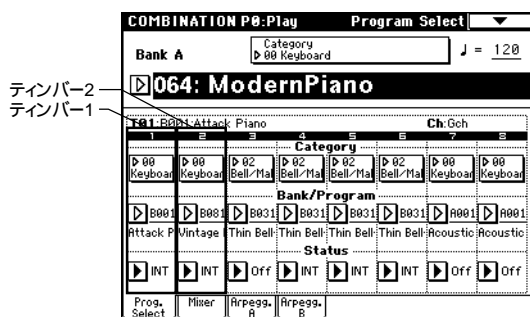 COMBINATION P0:Play Program Select
Bank A
Category
00 Keyboard
♩ = 120
064: ModernPiano
ティンバー2
ティンバー1
T01:B001:Attack Piano Ch:Gch
1 2 3 4 5 6 7 8
Category
00 00 02 02 02 02 00 00
Keyboar Keyboar Bell/Mal Bell/Mal Bell/Mal Bell/Mal Keyboar Keyboar
Bank/Program
B001 B081 B031 B031 B031 B031 A001 A001
Attack P Vintage Thin Bell Thin Bell Thin Bell Thin Bell Acoustic Acoustic
Status
INT INT Off INT INT INT Off Off
Prog. Select Mixer Arpegg. A Arpegg. B